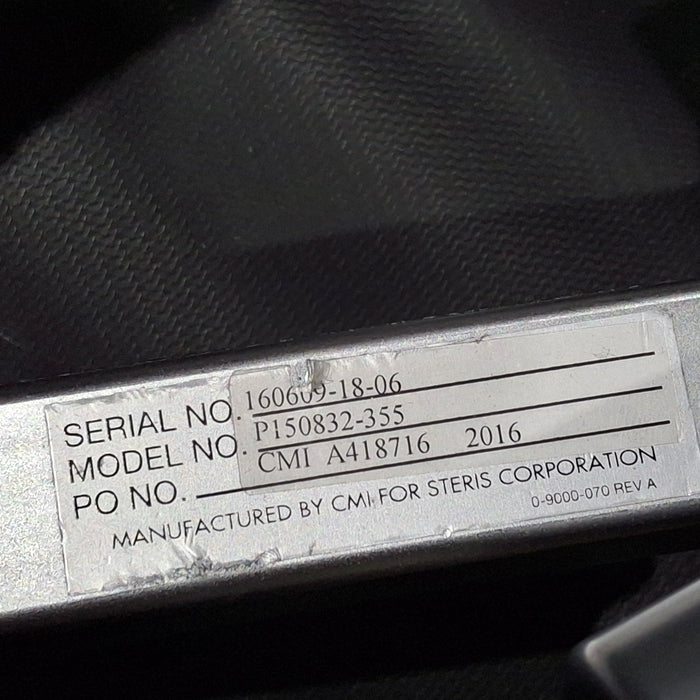 SERIAL NO. 160609-18-06
MODEL NO. P150832-355
PO NO. CMI A418716 2016
MANUFACTURED BY CMI FOR STERIS CORPORATION
0-9000-070 REV A